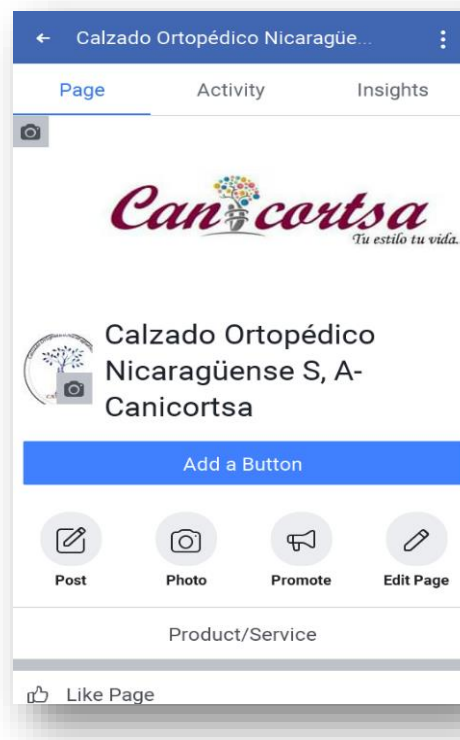 Calzado Ortopédico Nicaragüe...
Page Activity Insights
Canicortsa
Tu estilo tu vida.
Calzado Ortopédico
Nicaragüense S, A-
Canicortsa
Add a Button
Post Photo Promote Edit Page
Product/Service
Like Page